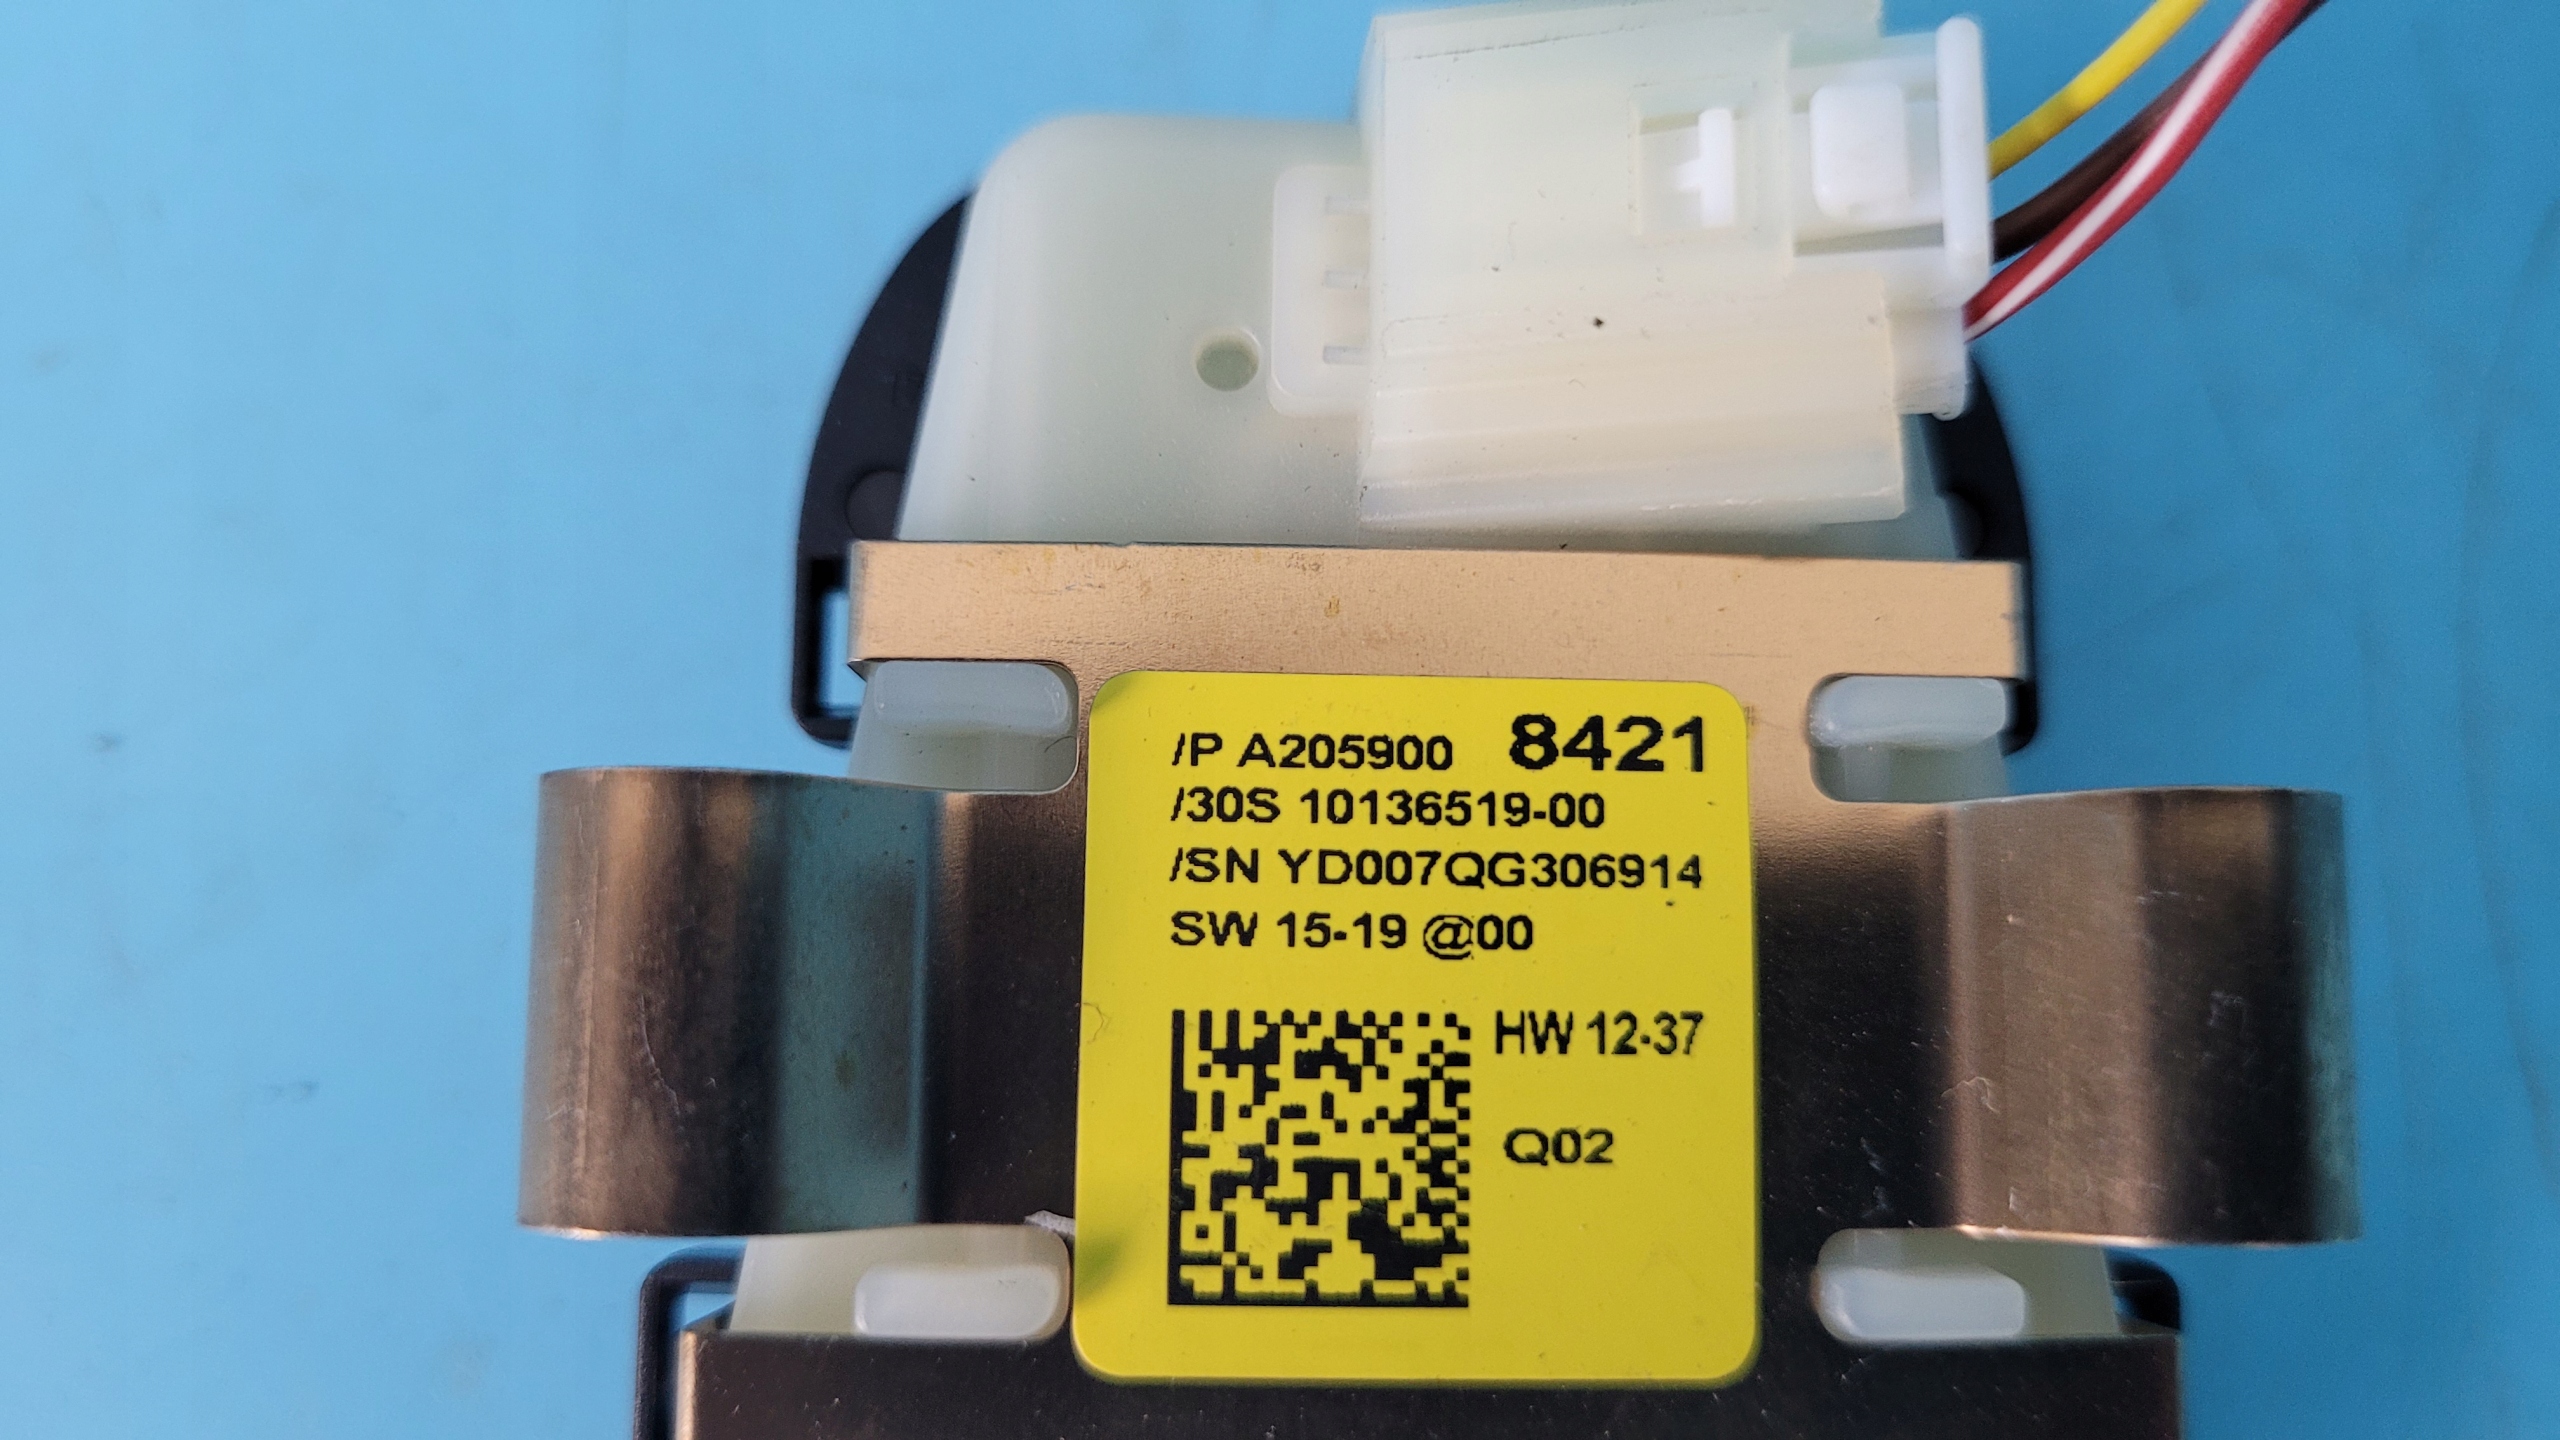 /P A205900 8421
/30S 10136519-00
/SN YD007QG306914
SW 15-19 @00
HW 12-37
Q02